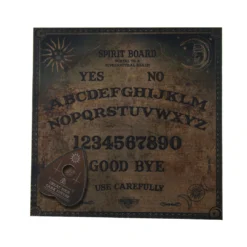 SPIRIT BOARD
YES NO
ABCDEFGHIJKLM
NOPQRSTUVWXYZ
1234567890
GOOD BYE
USE CAREFULLY